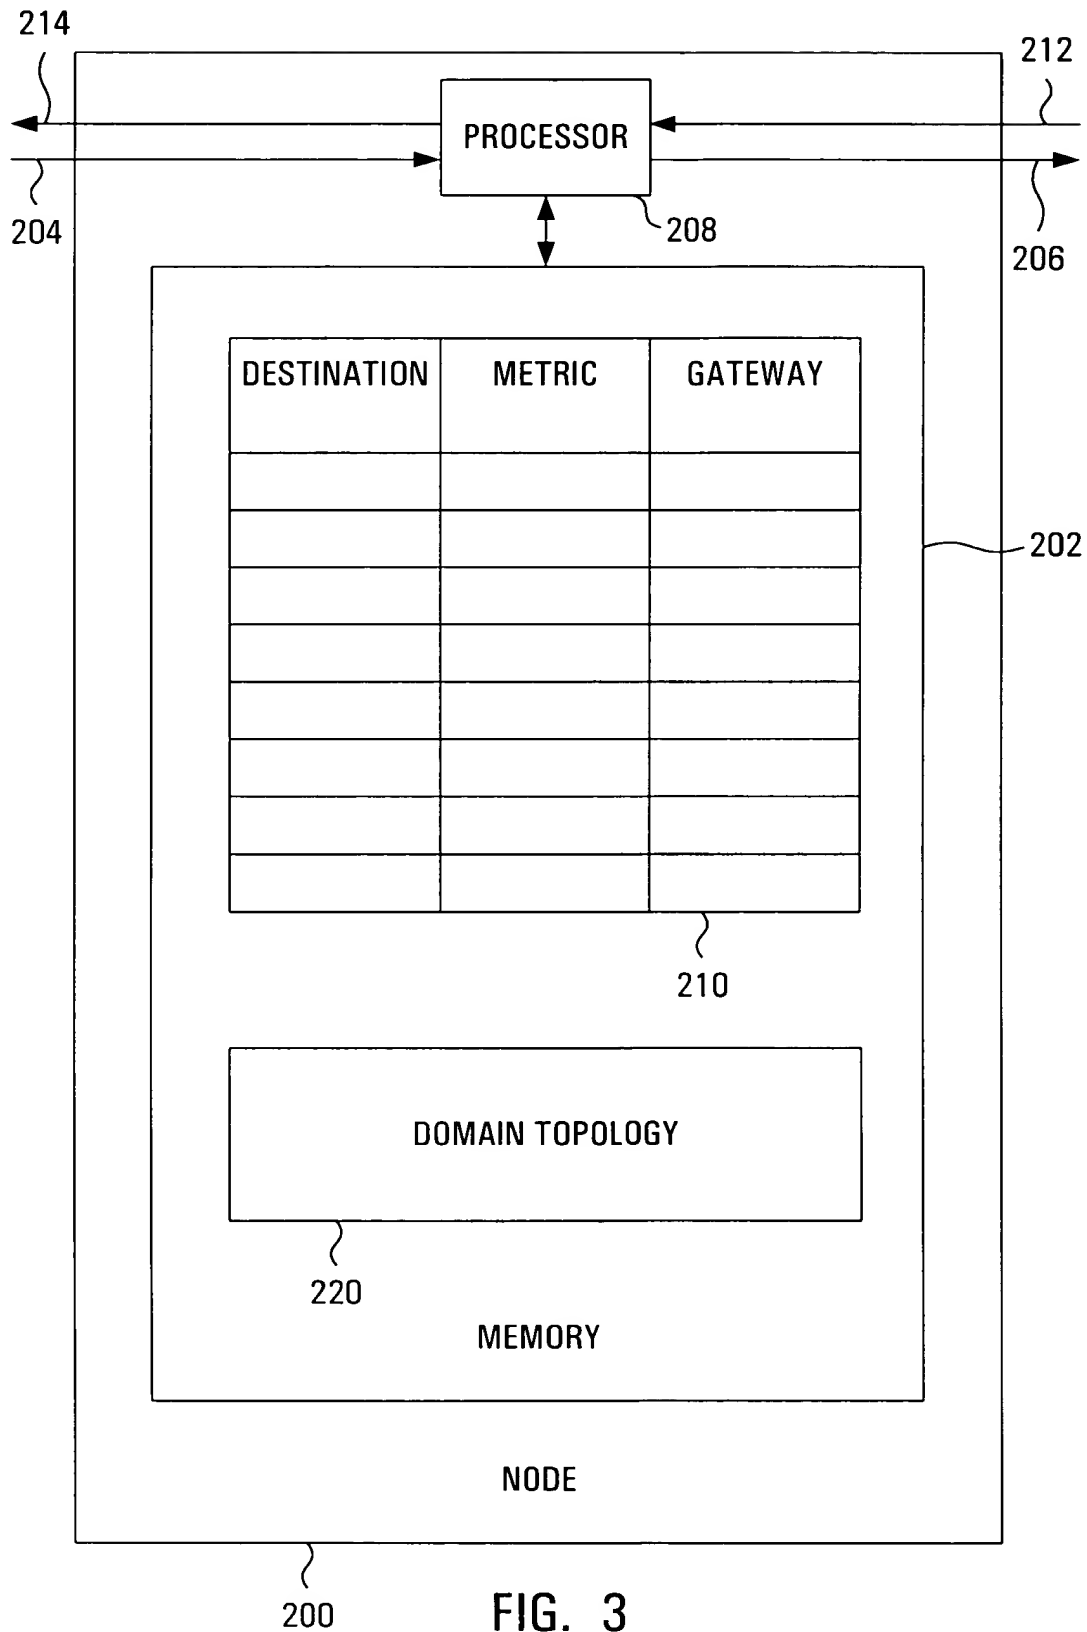 214
212
PROCESSOR
204
208
206
DESTINATION METRIC GATEWAY
202
210
DOMAIN TOPOLOGY
220
MEMORY
NODE
200
FIG. 3